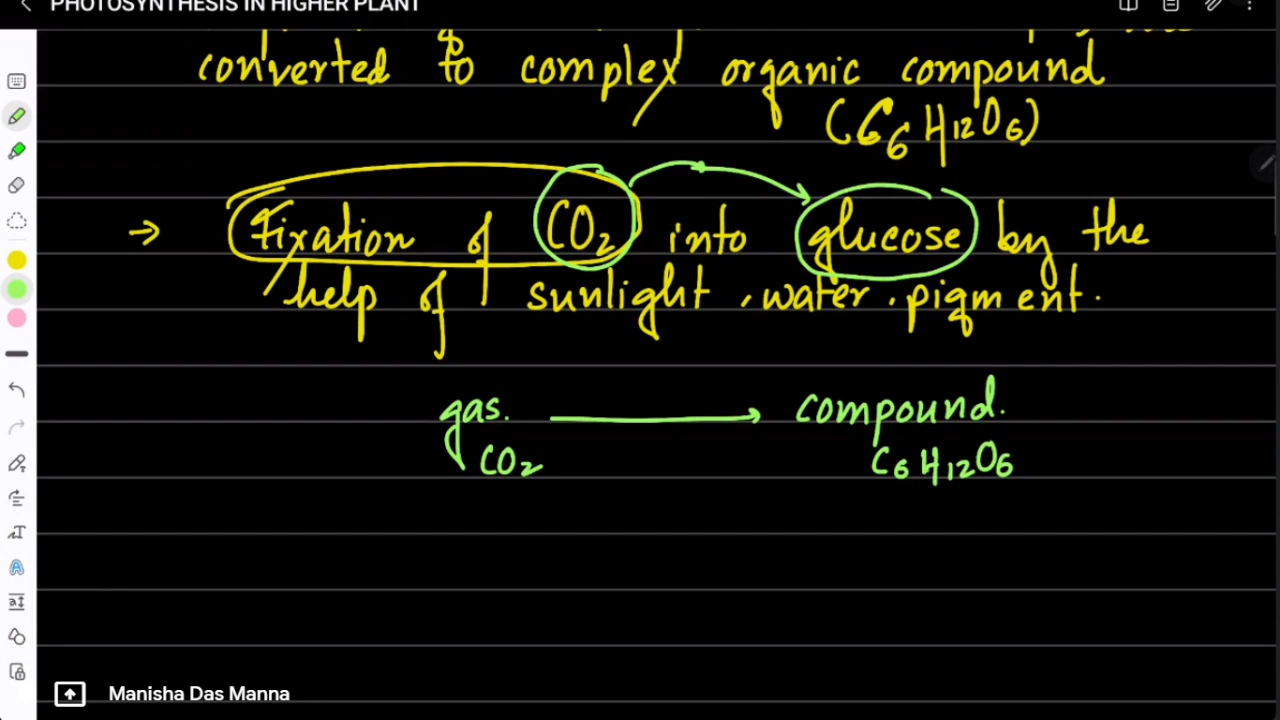 PHOTOSYNTHESIS IN HIGHER PLANT
converted to complex organic compound
(C6H12O6)
→ Fixation of CO2 into glucose by the
help of sunlight, water, pigment.
gas. → compound.
CO2 C6H12O6
Manisha Das Manna